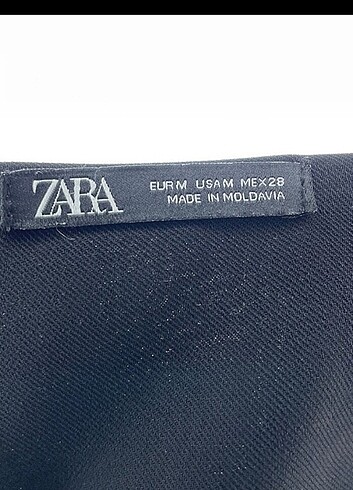 ZARA
EUR M USA M MEX 28
MADE IN MOLDAVIA